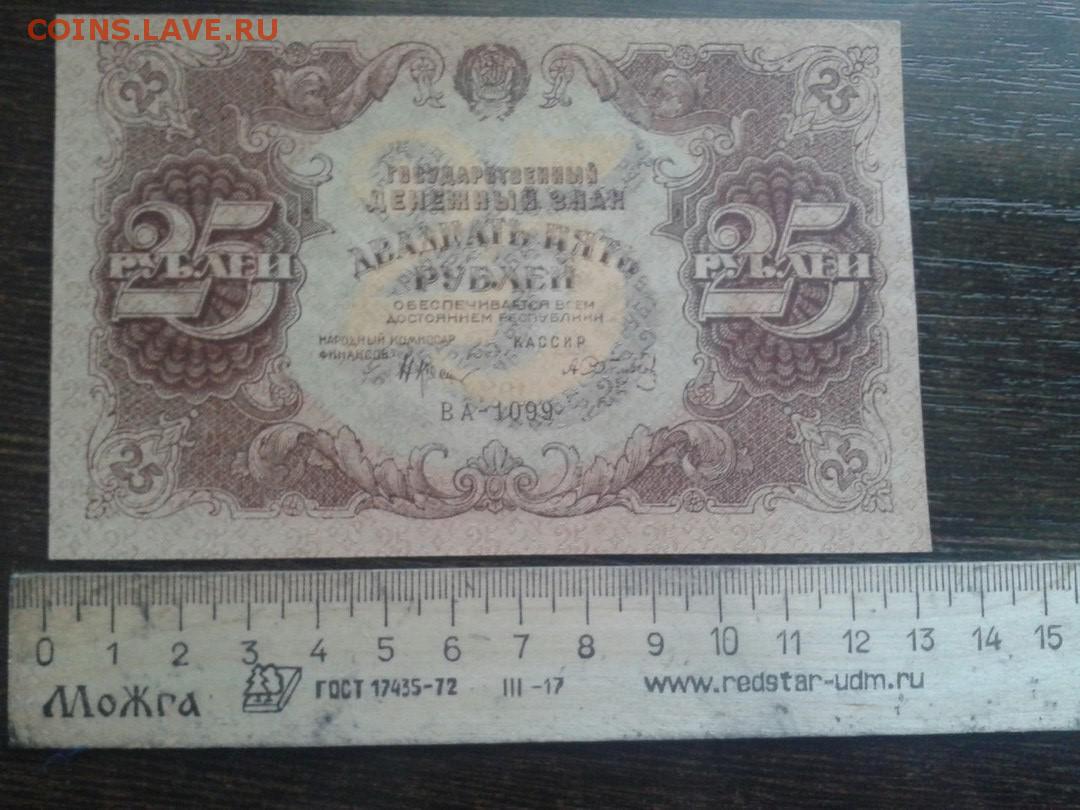 COINS.LAVE.RU
25
25
ГОСУДАРСТВЕННЫЙ
ДЕНЕЖНЫЙ ЗНАК
ДВАДЦАТЬ ПЯТЬ
РУБЛЕЙ
25
РУБЛЕЙ
25
РУБЛЕЙ
ОБЕСПЕЧИВАЕТСЯ ВСЕМ
ДОСТОЯНИЕМ РЕСПУБЛИКИ
НАРОДНЫЙ КОМИССАР
ФИНАНСОВ
КАССИР
ВА-1099
25
25
0 1 2 3 4 5 6 7 8 9 10 11 12 13 14 15
МоЖга
ГОСТ 17435-72
III -17
www.redstar-udm.ru